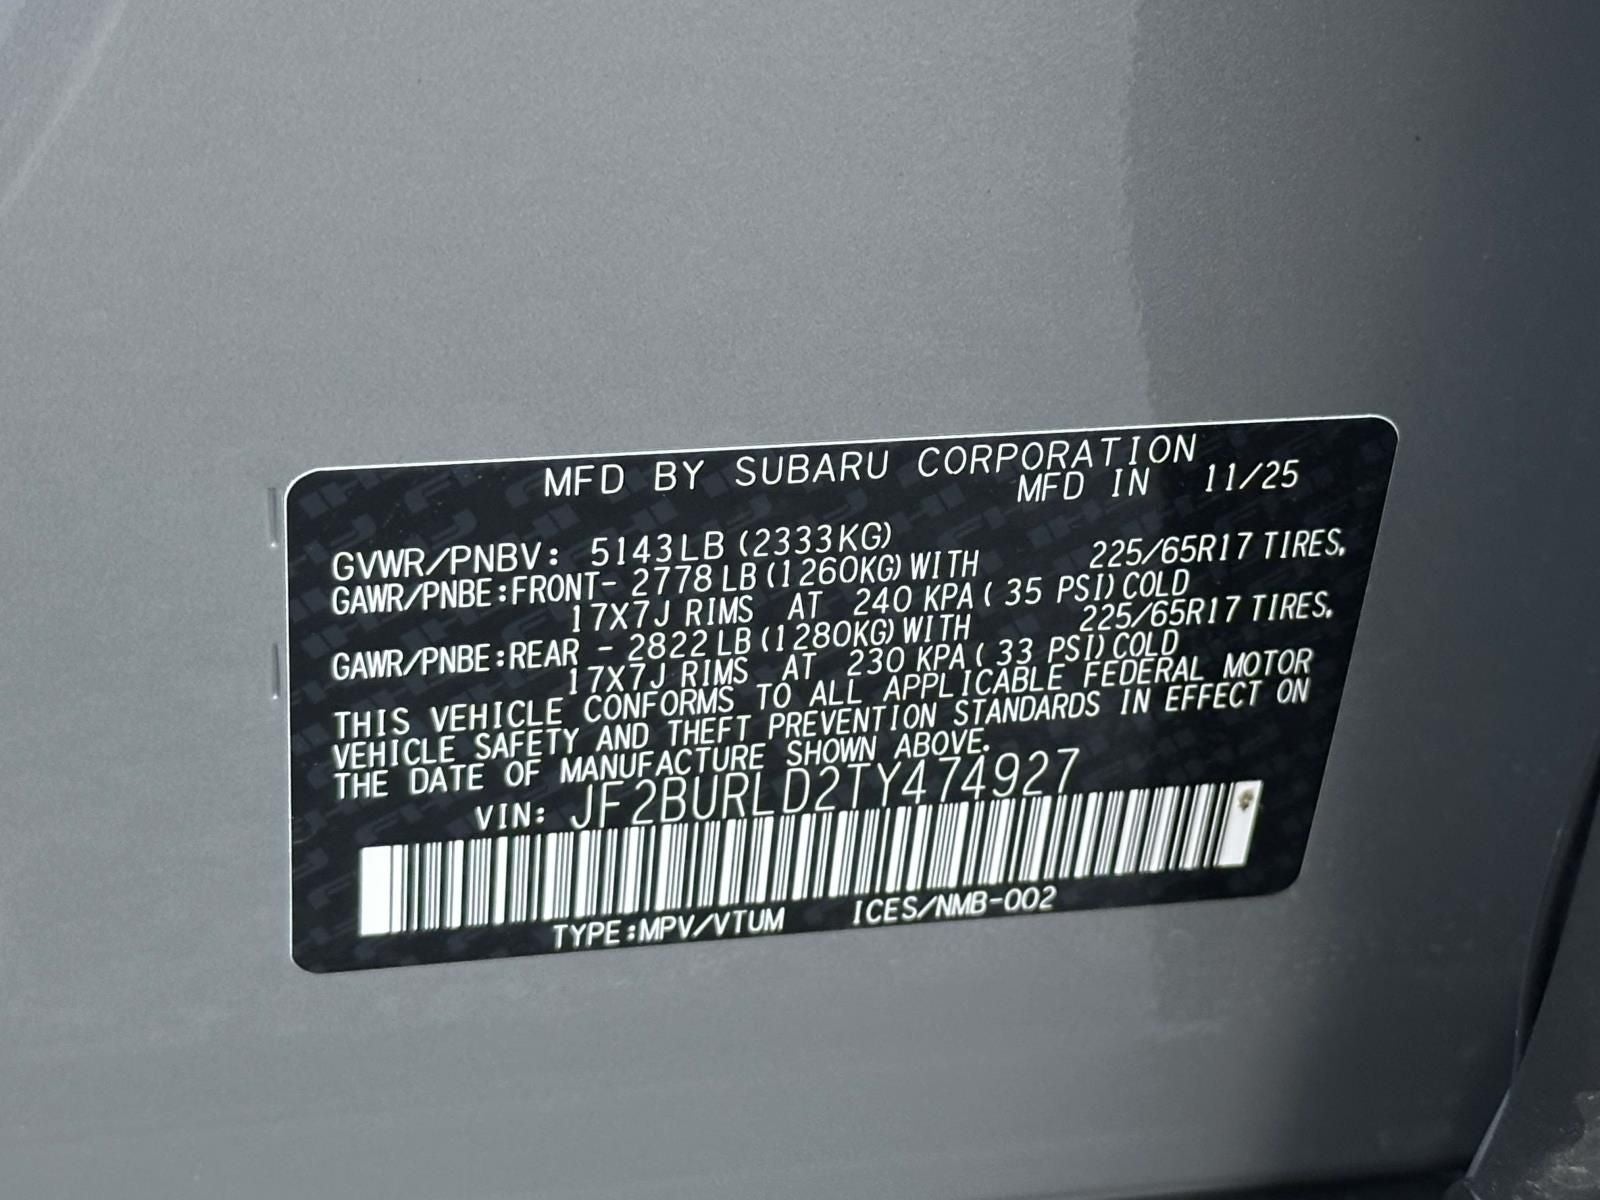 MFD BY SUBARU CORPORATION
MFD IN 11/25
GVWR/PNBV: 5143LB (2333KG)
GAWR/PNBE:FRONT- 2778 LB(1260KG)WITH 225/65R17 TIRES,
17X7J RIMS AT 240 KPA( 35 PSI)COLD
GAWR/PNBE:REAR - 2822 LB(1280KG)WITH 225/65R17 TIRES,
17X7J RIMS AT 230 KPA( 33 PSI)COLD
THIS VEHICLE CONFORMS TO ALL APPLICABLE FEDERAL MOTOR
VEHICLE SAFETY AND THEFT PREVENTION STANDARDS IN EFFECT ON
THE DATE OF MANUFACTURE SHOWN ABOVE.
VIN: JF2BURLD2TY474927
TYPE:MPV/VTUM ICES/NMB-002